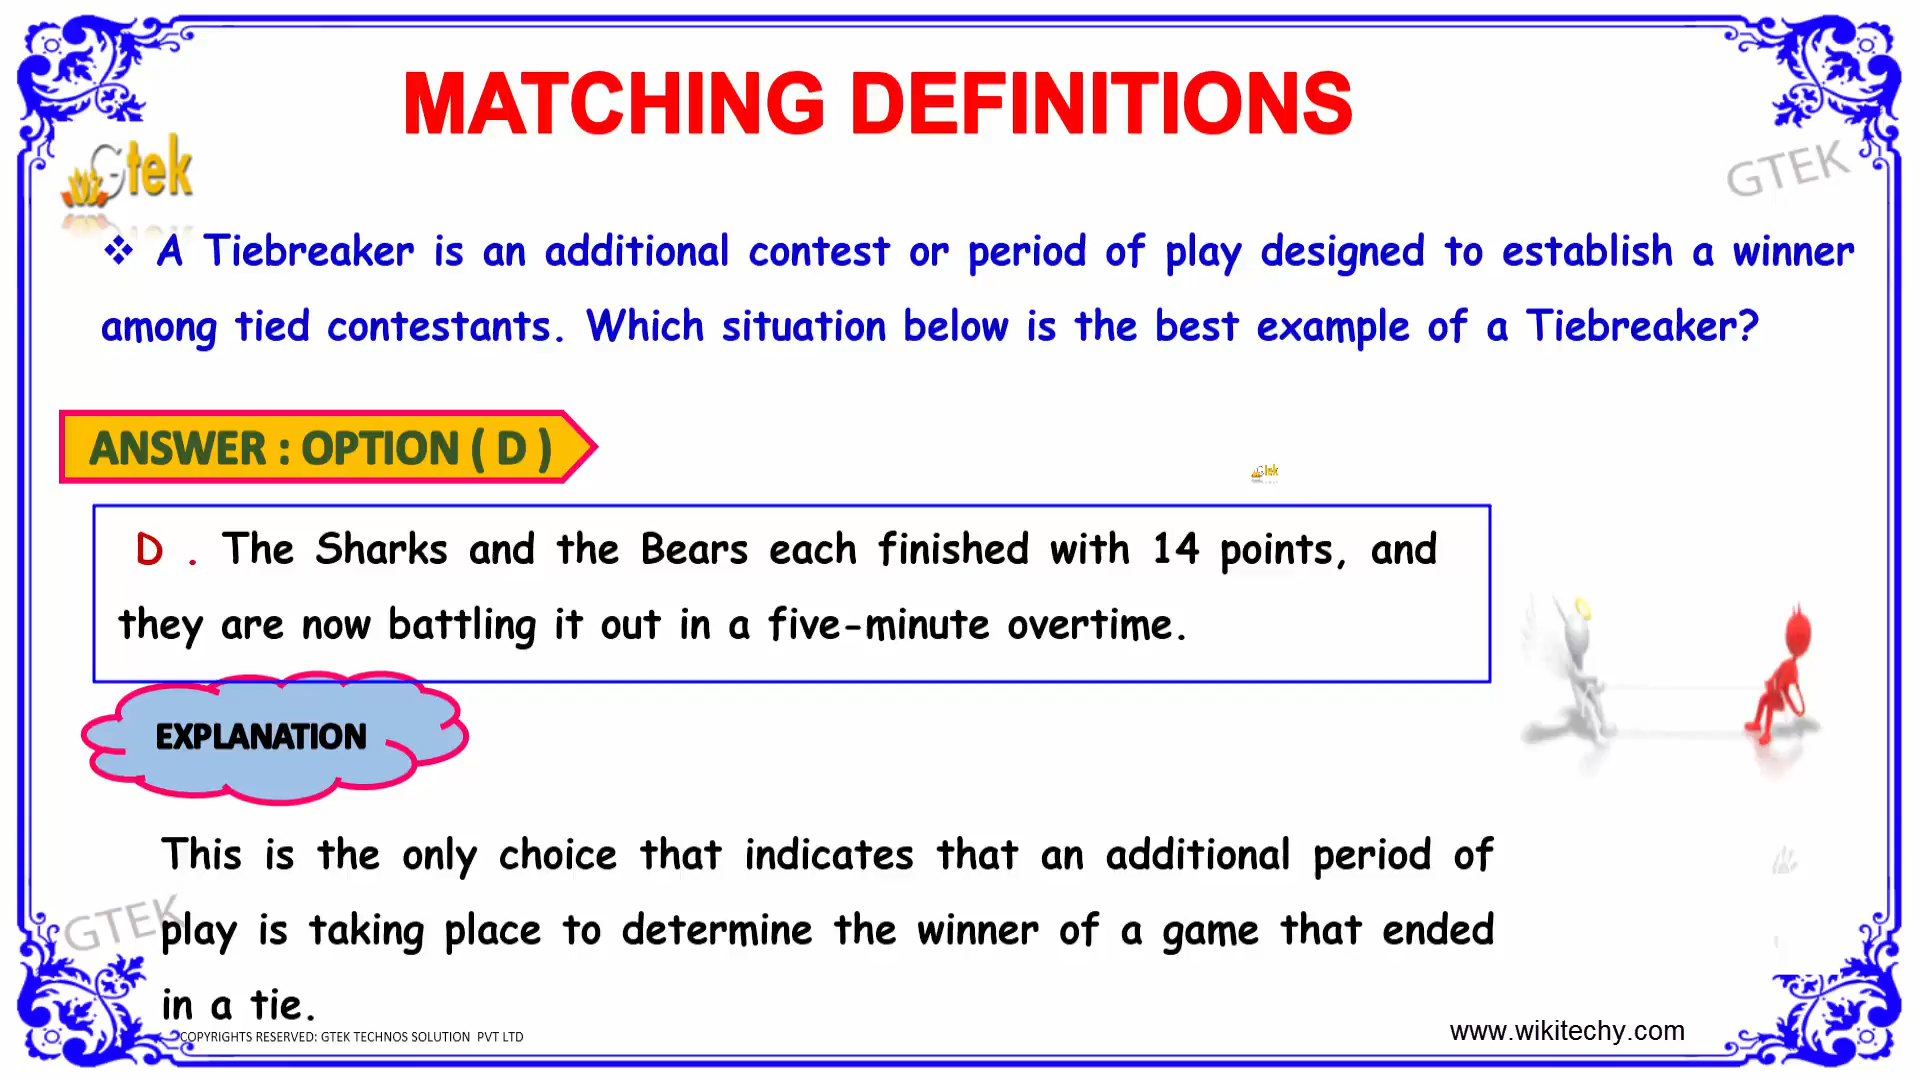 MATCHING DEFINITIONS
Gtek
GTEK
❖ A Tiebreaker is an additional contest or period of play designed to establish a winner
among tied contestants. Which situation below is the best example of a Tiebreaker?
ANSWER : OPTION ( D )
Gtek
D . The Sharks and the Bears each finished with 14 points, and
they are now battling it out in a five-minute overtime.
EXPLANATION
This is the only choice that indicates that an additional period of
GTEK
play is taking place to determine the winner of a game that ended
in a tie.
COPYRIGHTS RESERVED: GTEK TECHNOS SOLUTION PVT LTD
www.wikitechy.com